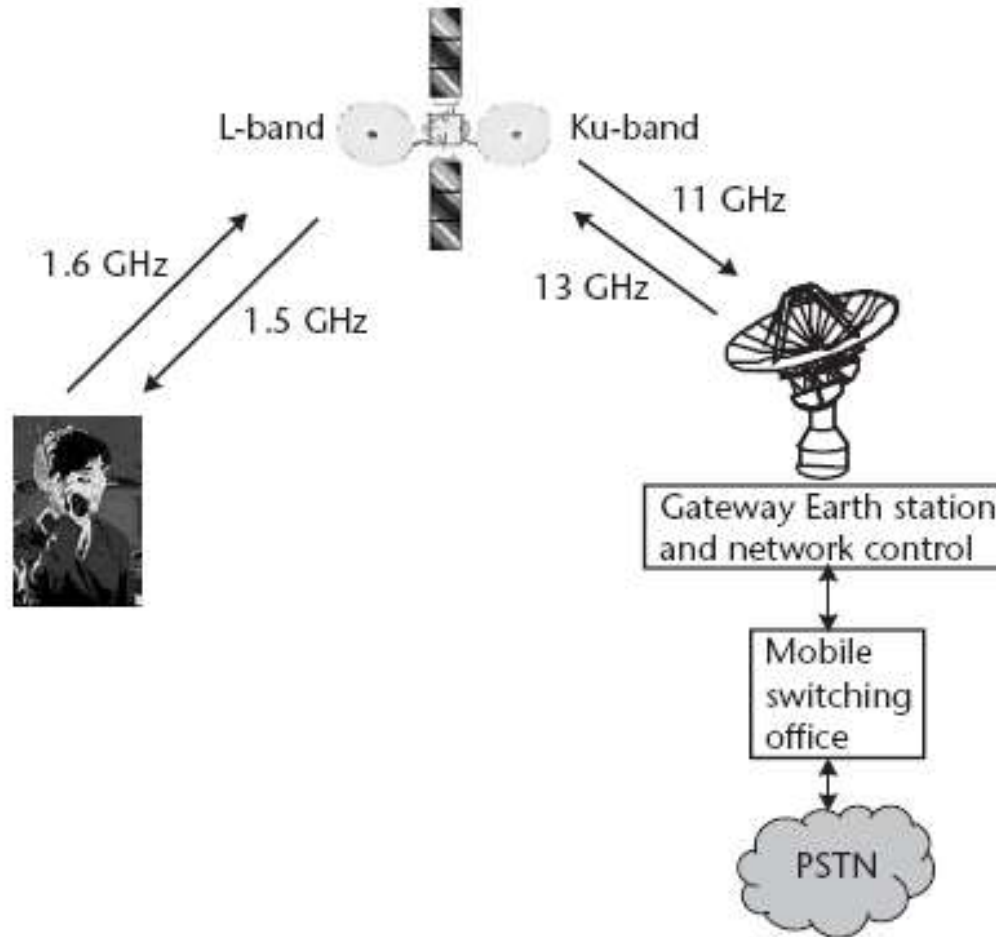 L-band
Ku-band
1.6 GHz
1.5 GHz
11 GHz
13 GHz
Gateway Earth station
and network control
Mobile
switching
office
PSTN